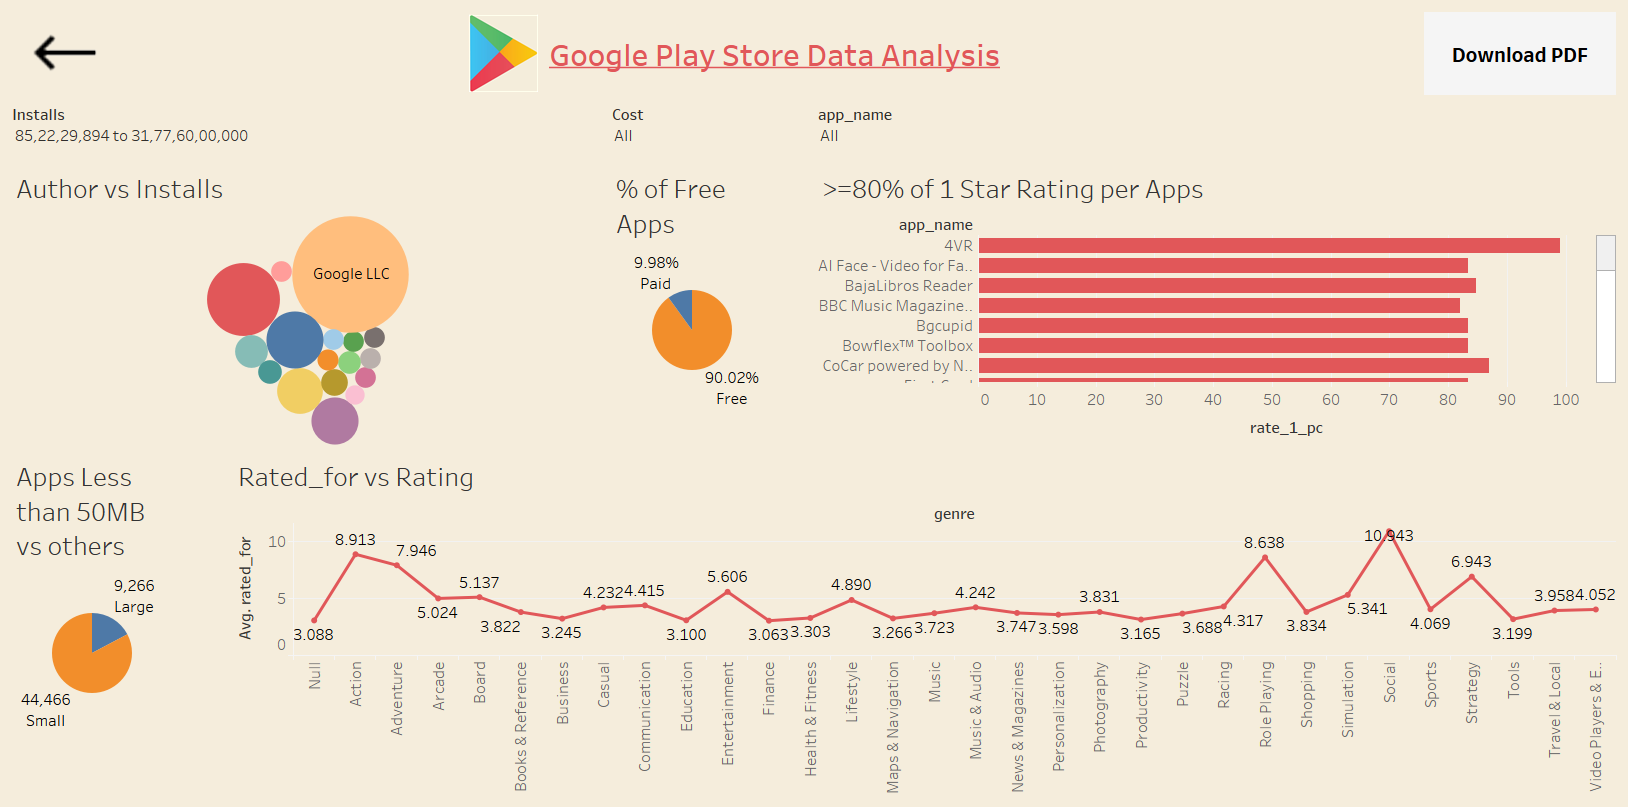 Google Play Store Data Analysis
Download PDF
Installs
85,22,29,894 to 31,77,60,00,000
Cost
All
app_name
All
Author vs Installs
Google LLC
% of Free
Apps
9.98%
Paid
90.02%
Free
>=80% of 1 Star Rating per Apps
app_name
4VR
AI Face - Video for Fa..
BajaLibros Reader
BBC Music Magazine..
Bgcupid
Bowflex™ Toolbox
CoCar powered by N..
0 10 20 30 40 50 60 70 80 90 100
rate_1_pc
Apps Less
than 50MB
vs others
9,266
Large
44,466
Small
Rated_for vs Rating
genre
Avg. rated_for
10
5
0
3.088
8.913
7.946
5.024
5.137
3.822
3.245
4.232
4.415
3.100
5.606
3.063
3.303
4.890
3.266
3.723
4.242
3.747
3.598
3.831
3.165
3.688
4.317
8.638
3.834
5.341
10.943
4.069
6.943
3.199
3.958
4.052
Null
Action
Adventure
Arcade
Board
Books & Reference
Business
Casual
Communication
Education
Entertainment
Finance
Health & Fitness
Lifestyle
Maps & Navigation
Music
Music & Audio
News & Magazines
Personalization
Photography
Productivity
Puzzle
Racing
Role Playing
Shopping
Simulation
Social
Sports
Strategy
Tools
Travel & Local
Video Players & E..